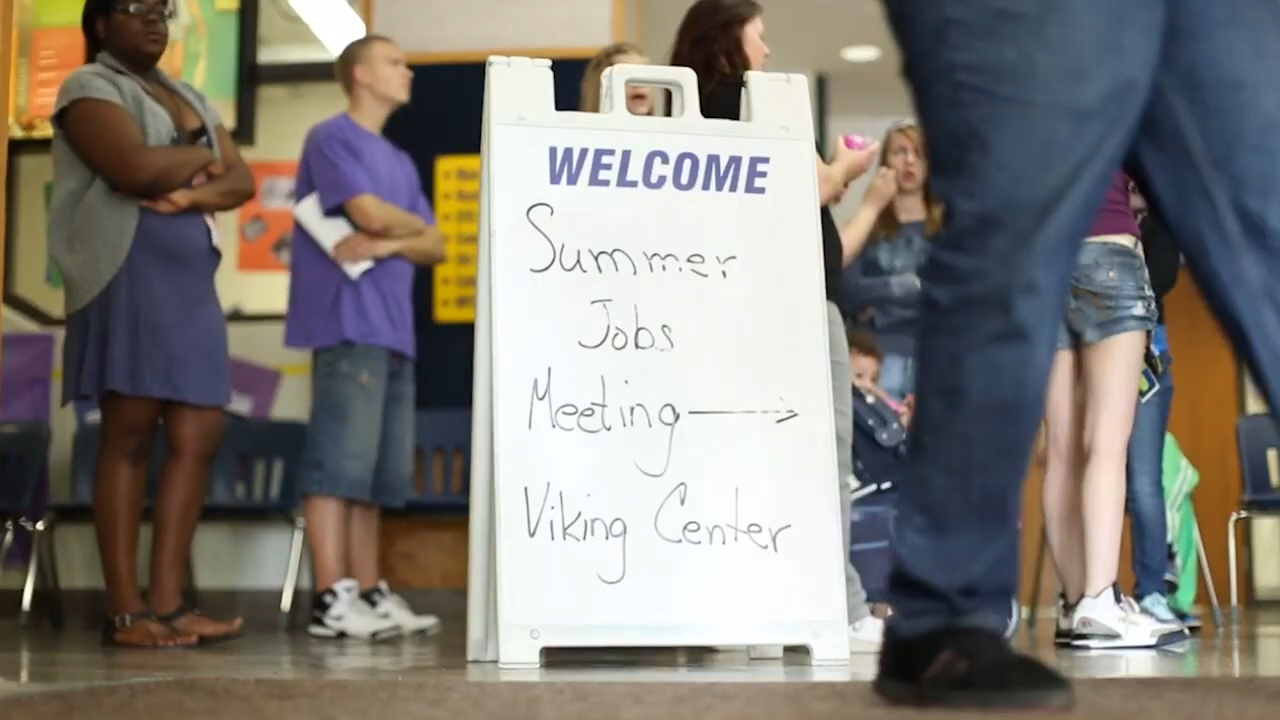 WELCOME
Summer
Jobs
Meeting →
Viking Center